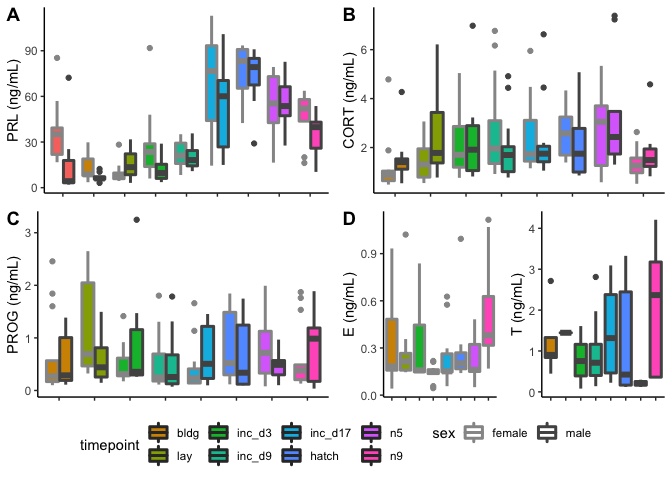 A
PRL (ng/mL)
90
60
30
0
B
CORT (ng/mL)
6
4
2
C
PROG (ng/mL)
3
2
1
0
D
E (ng/mL)
0.9
0.6
0.3
0.0
T (ng/mL)
4
3
2
1
0
timepoint
bldg
inc_d3
inc_d17
n5
lay
inc_d9
hatch
n9
sex
female
male